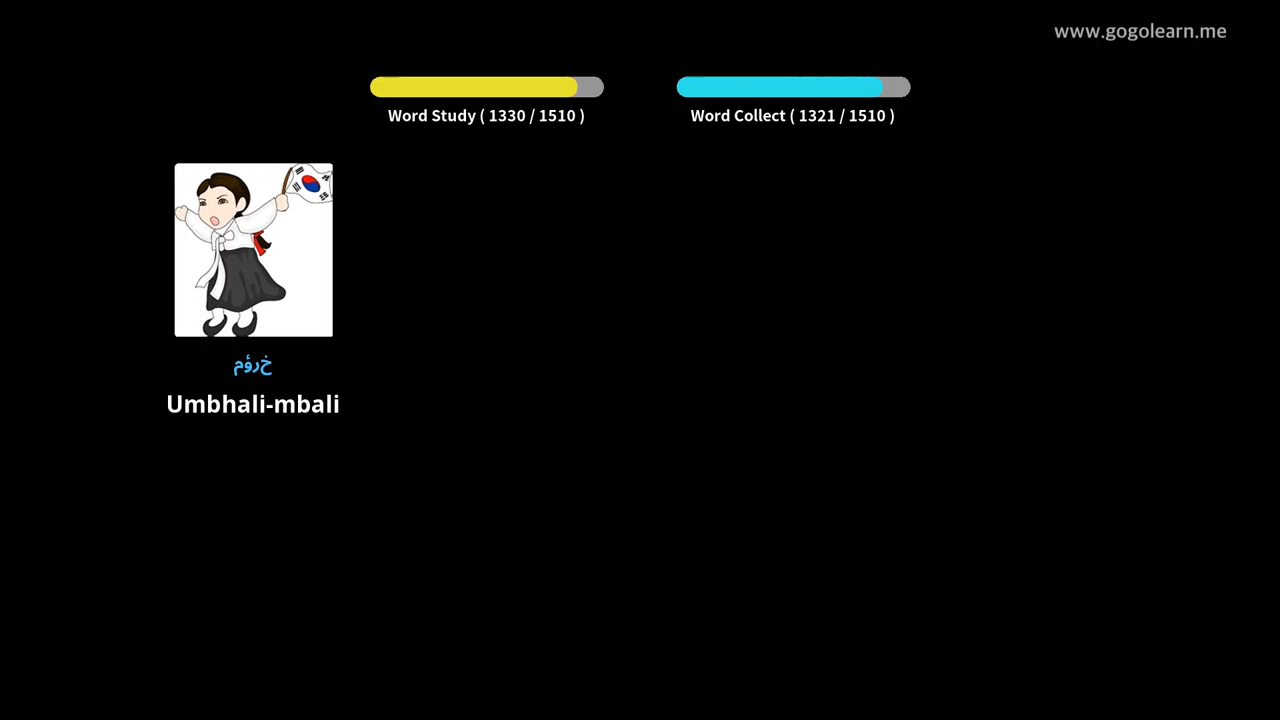 www.gogolearn.me
Word Study ( 1330 / 1510 )
Word Collect ( 1321 / 1510 )
خرؤم
Umbhali-mbali